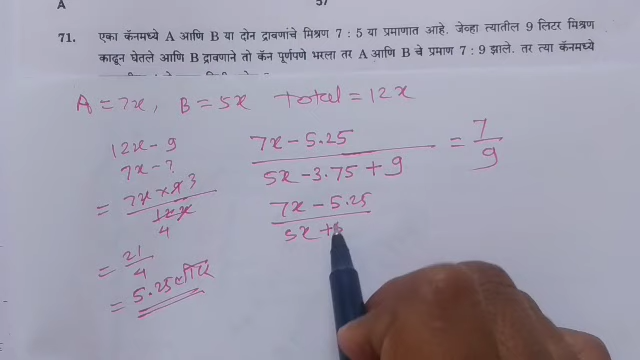 A
57
71. एका कॅनमध्ये A आणि B या दोन द्रावणांचे मिश्रण 7 : 5 या प्रमाणात आहे. जेव्हा त्यातील 9 लिटर मिश्रण
काढून घेतले आणि B द्रावणाने तो कॅन पूर्णपणे भरला तर A आणि B चे प्रमाण 7 : 9 झाले. तर त्या कॅनमध्ये
A = 7x, B = 5x Total = 12x
12x - 9
7x - ?
= 7x × 9 3 / 12x 4
= 21/4
= 5.25 लीटर
7x - 5.25 / 5x - 3.75 + 9 = 7/9
7x - 5.25 / 5x +